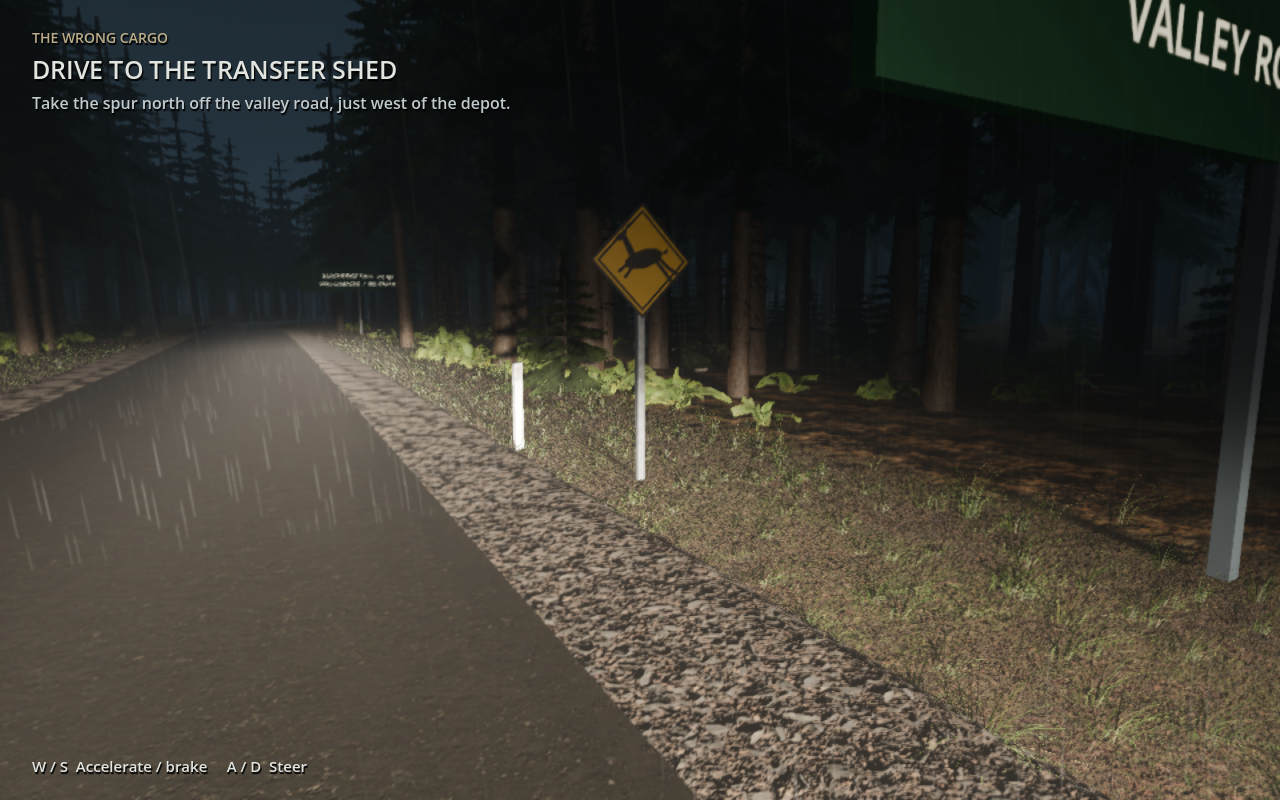 THE WRONG CARGO
DRIVE TO THE TRANSFER SHED
Take the spur north off the valley road, just west of the depot.
VALLEY
W / S Accelerate / brake A / D Steer